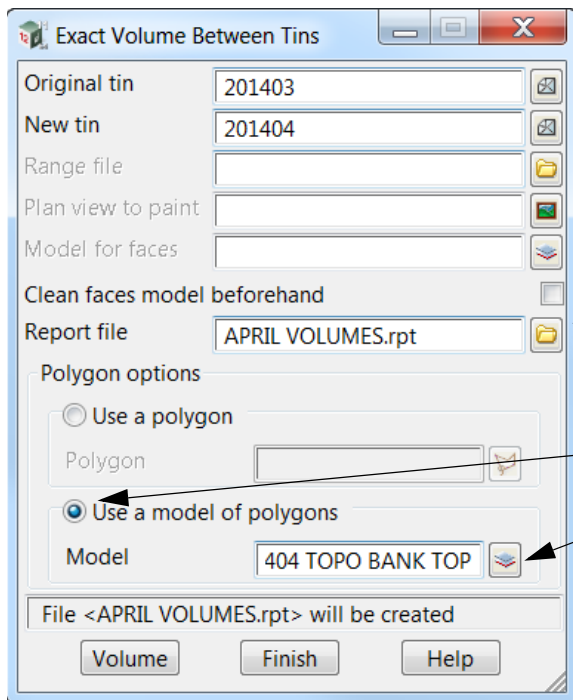 Exact Volume Between Tins
Original tin 201403
New tin 201404
Range file
Plan view to paint
Model for faces
Clean faces model beforehand
Report file APRIL VOLUMES.rpt
Polygon options
Use a polygon
Polygon
Use a model of polygons
Model 404 TOPO BANK TOP
File <APRIL VOLUMES.rpt> will be created
Volume Finish Help